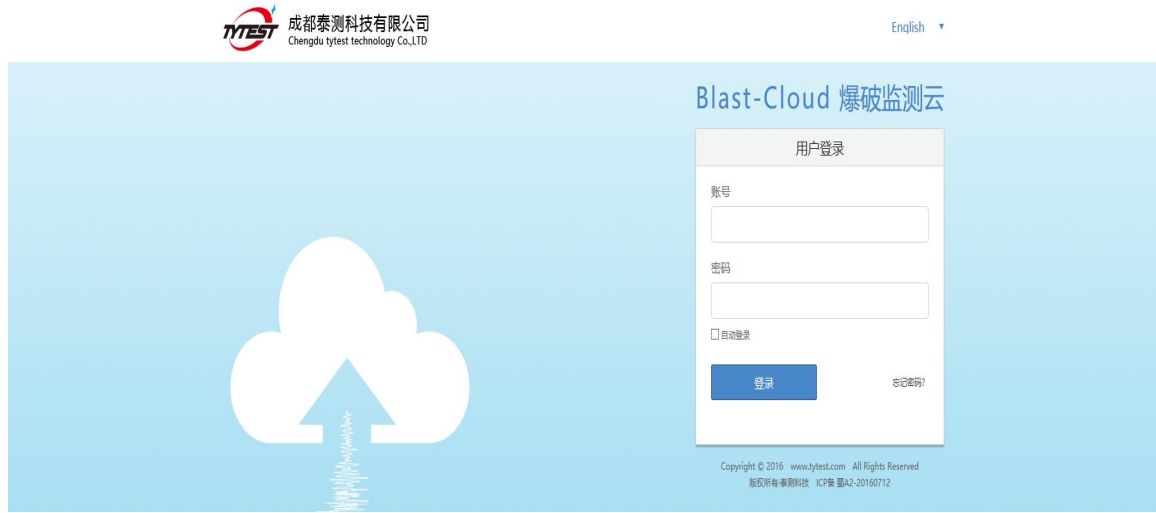 TYTEST
成都泰测科技有限公司
Chengdu tytest technology Co.,LTD
English
Blast-Cloud 爆破监测云
用户登录
账号
密码
自动登录
登录 忘记密码?
Copyright © 2016 www.tytest.com All Rights Reserved
版权所有·泰测科技 ICP备 蜀A2-20160712